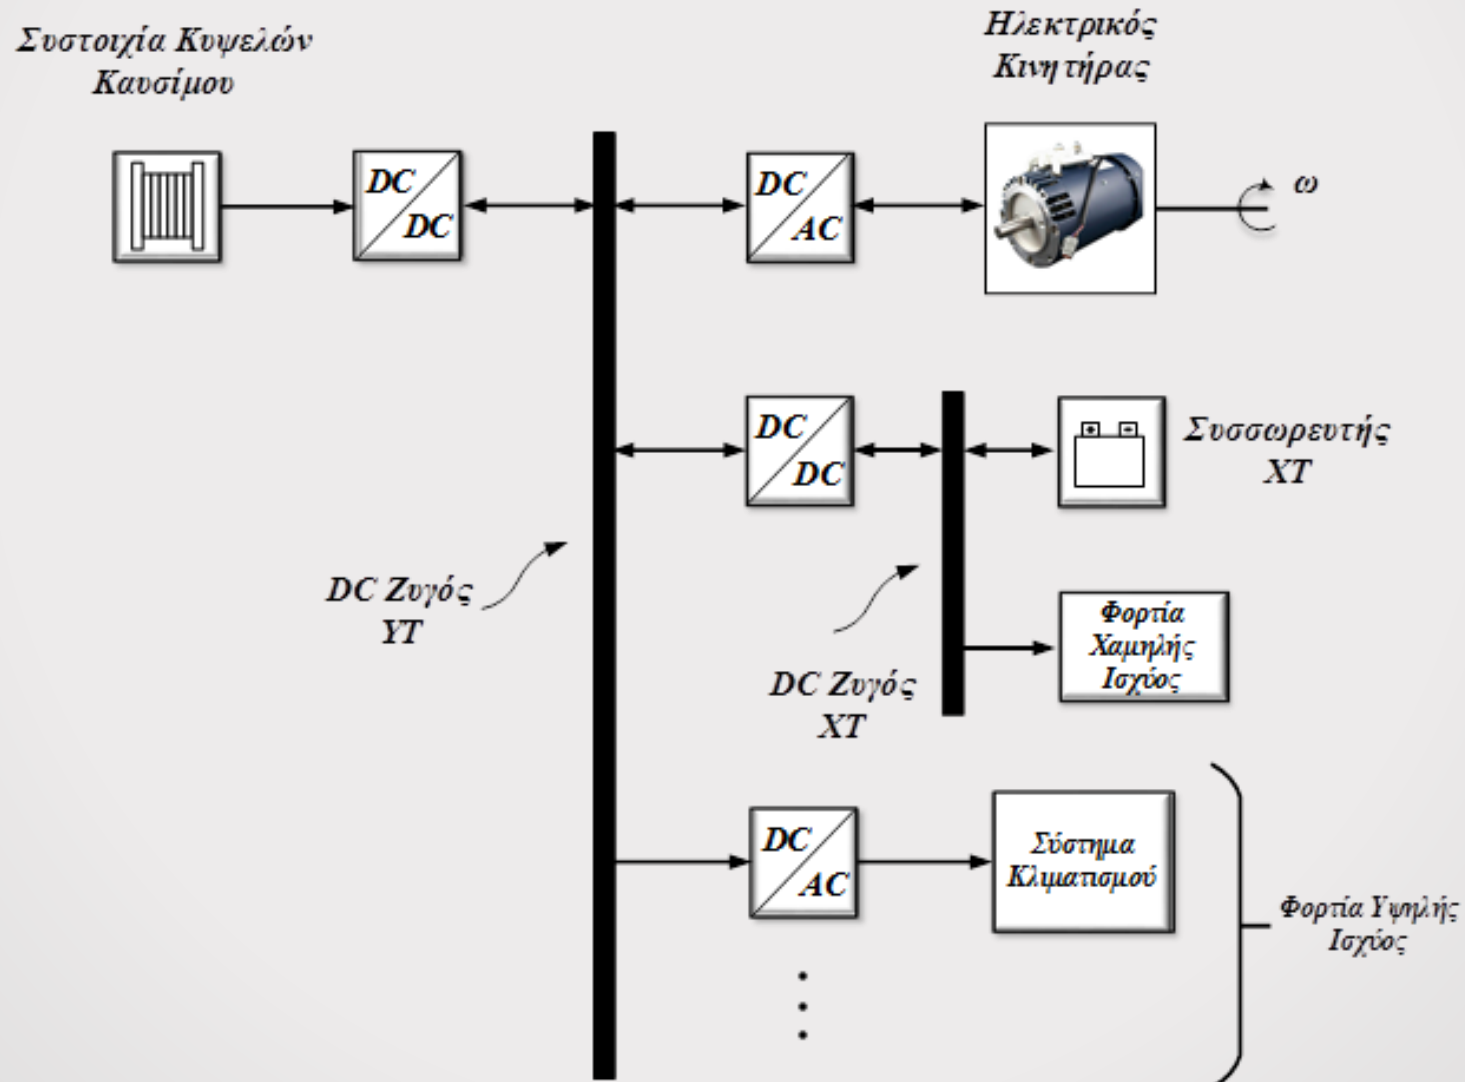 Συστοιχία Κυψελών
Καυσίμου
Ηλεκτρικός
Κινητήρας
DC
DC
DC
AC
ω
DC
DC
Συσσωρευτής
ΧΤ
DC Ζυγός
ΥΤ
DC Ζυγός
ΧΤ
Φορτία
Χαμηλής
Ισχύος
DC
AC
Σύστημα
Κλιματισμού
Φορτία Υψηλής
Ισχύος